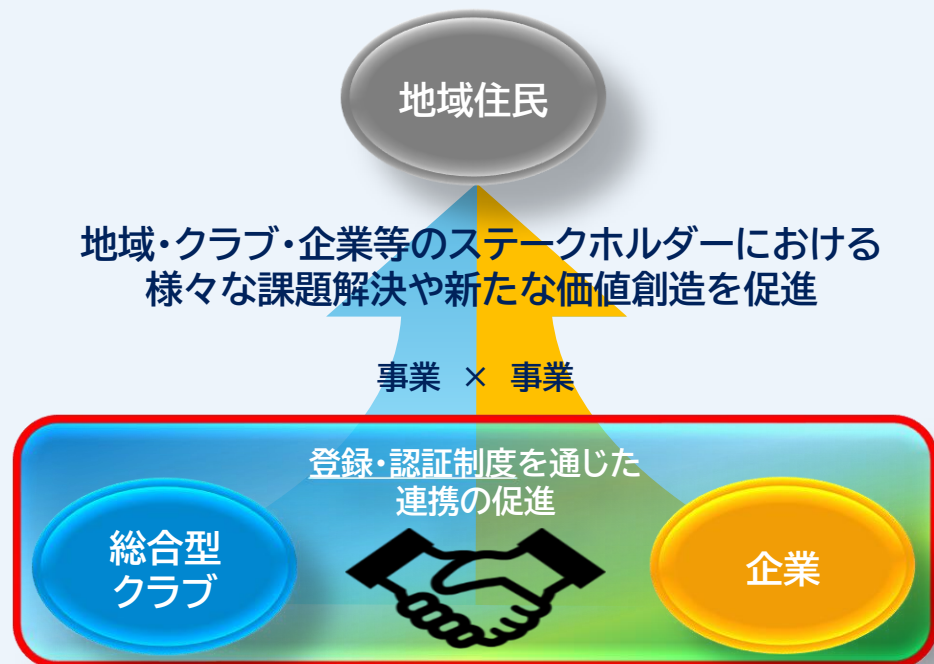 地域住民
地域・クラブ・企業等のステークホルダーにおける
様々な課題解決や新たな価値創造を促進
事業 × 事業
登録・認証制度を通じた
連携の促進
総合型
クラブ
企業